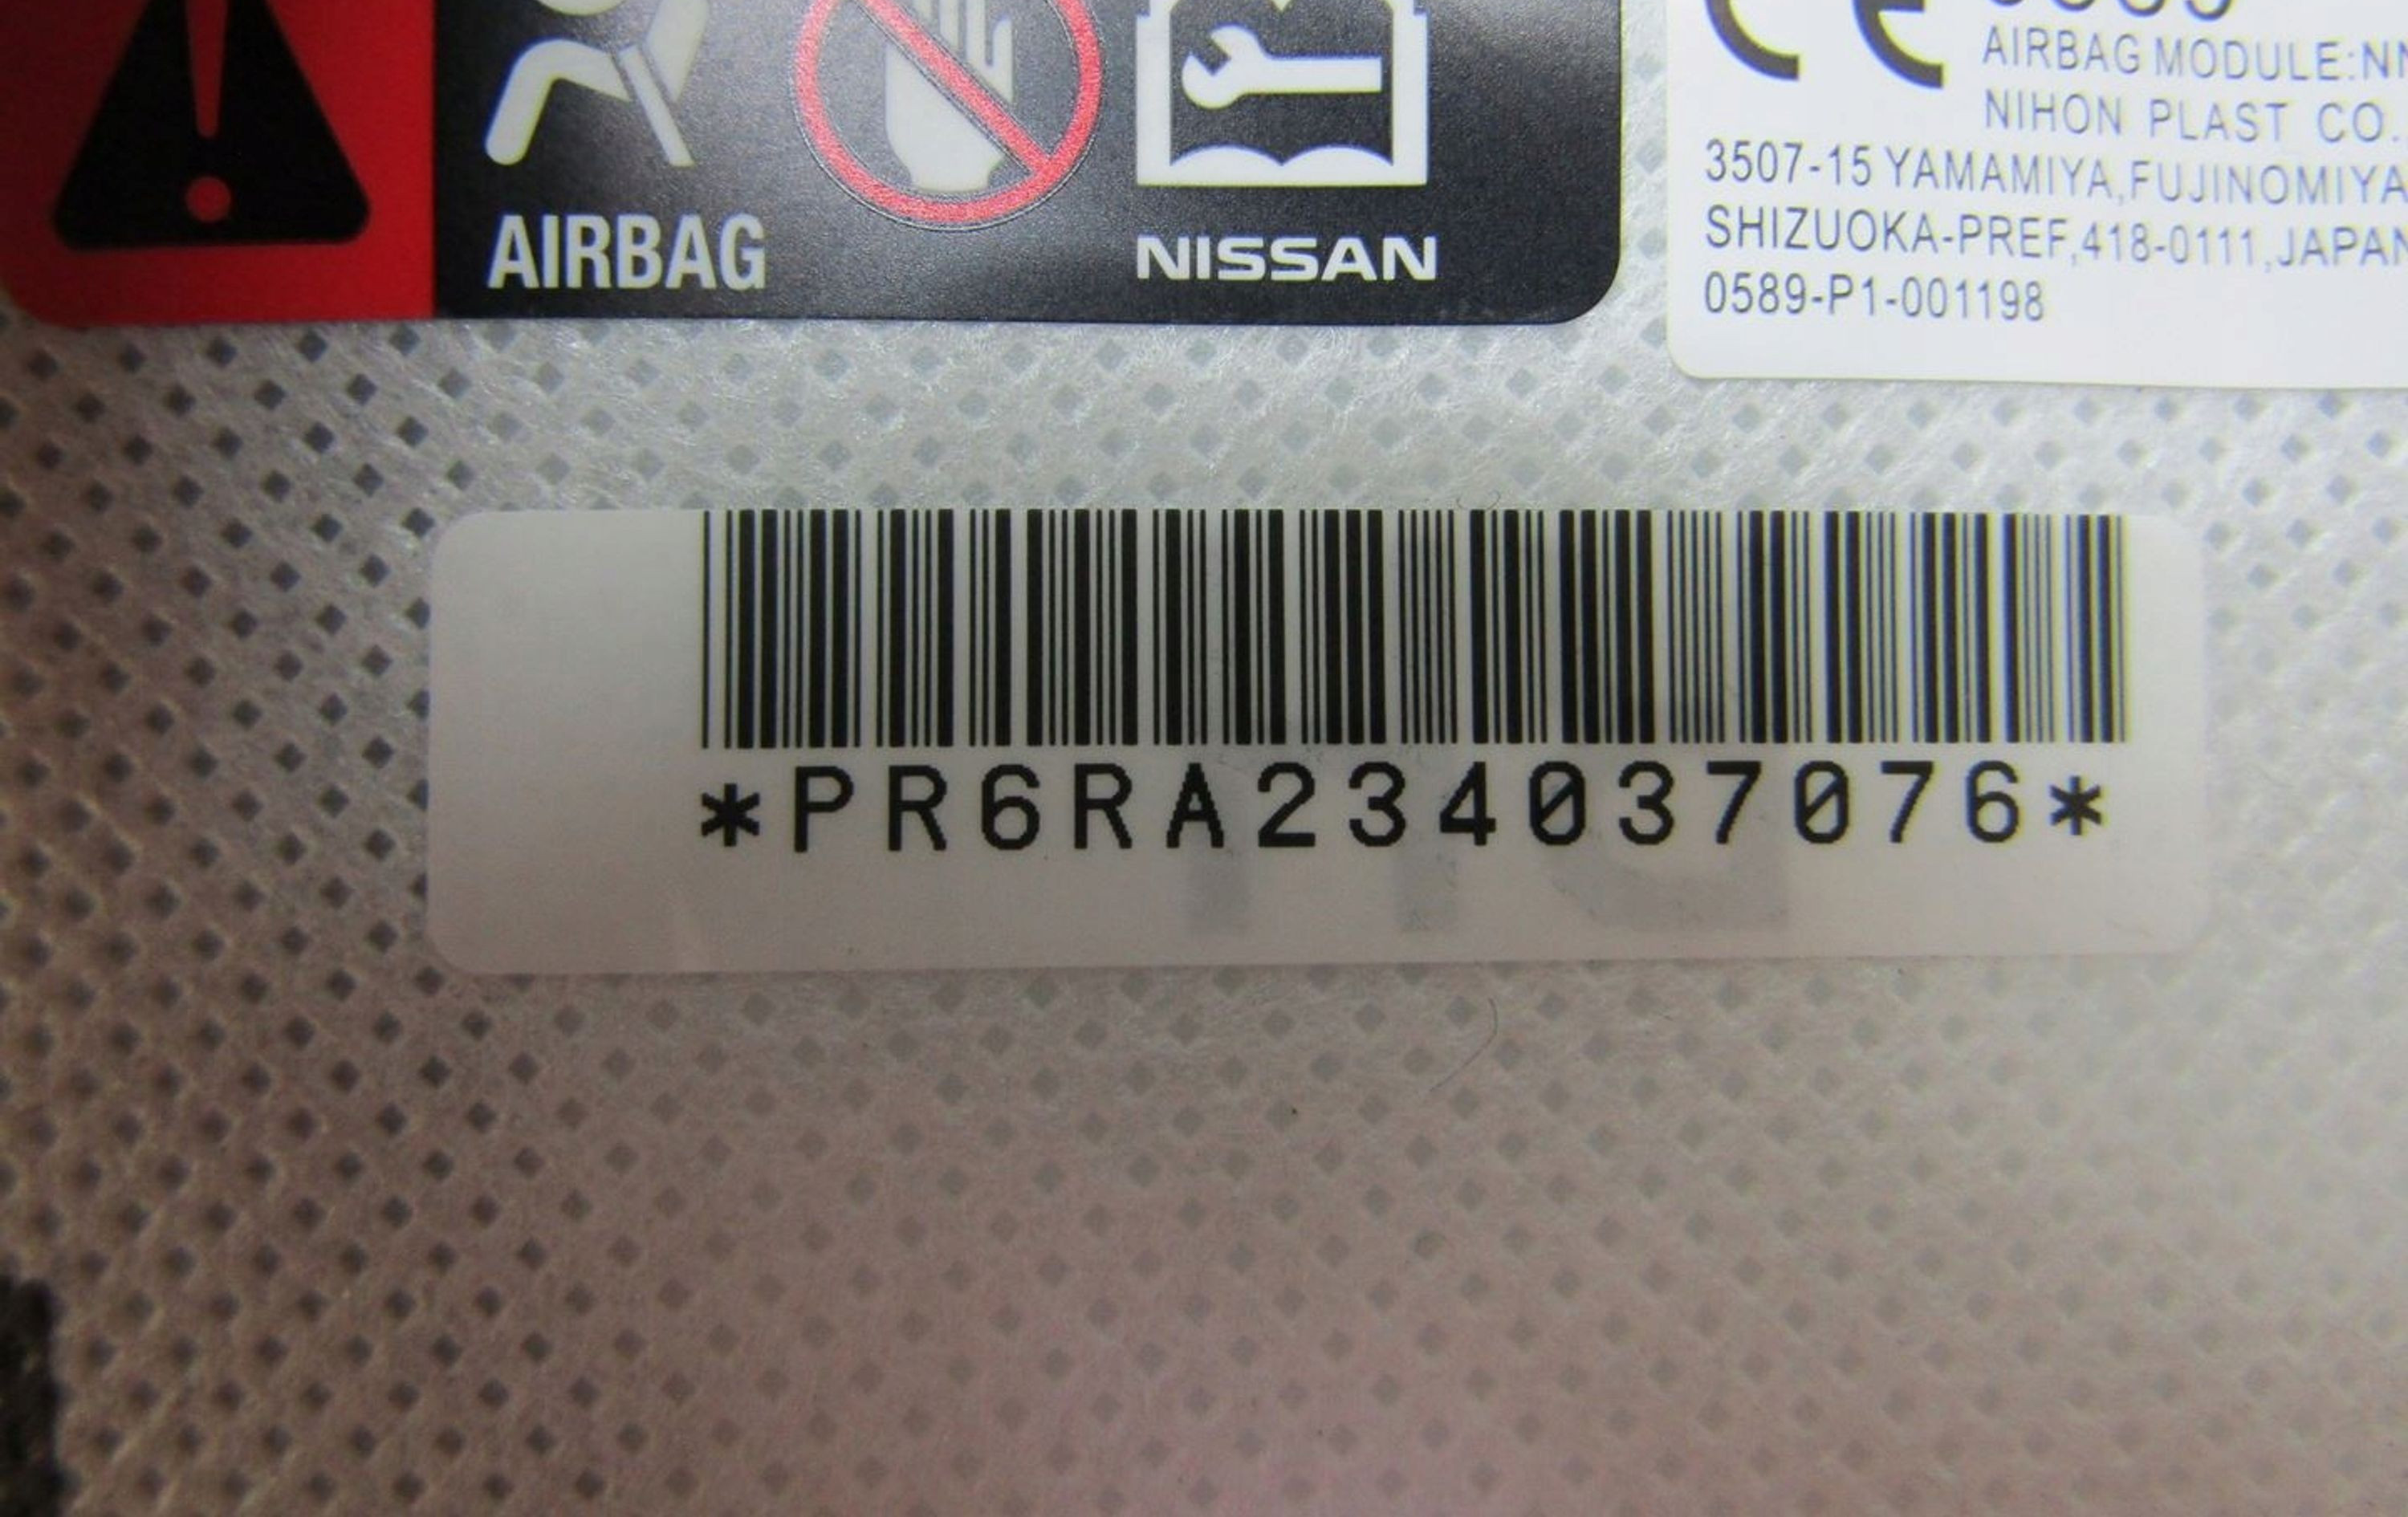 AIRBAG
NISSAN
AIRBAG MODULE:NN
NIHON PLAST CO.
3507-15 YAMAMIYA,FUJINOMIYA
SHIZUOKA-PREF,418-0111,JAPAN
0589-P1-001198
*PR6RA234037076*